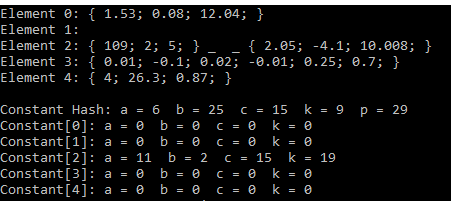 Element 0: { 1.53; 0.08; 12.04; }
Element 1:
Element 2: { 109; 2; 5; } _  _ { 2.05; -4.1; 10.008; }
Element 3: { 0.01; -0.1; 0.02; -0.01; 0.25; 0.7; }
Element 4: { 4; 26.3; 0.87; }
Constant Hash: a = 6  b = 25  c = 15  k = 9  p = 29
Constant[0]: a = 0  b = 0  c = 0  k = 0
Constant[1]: a = 0  b = 0  c = 0  k = 0
Constant[2]: a = 11  b = 2  c = 15  k = 19
Constant[3]: a = 0  b = 0  c = 0  k = 0
Constant[4]: a = 0  b = 0  c = 0  k = 0